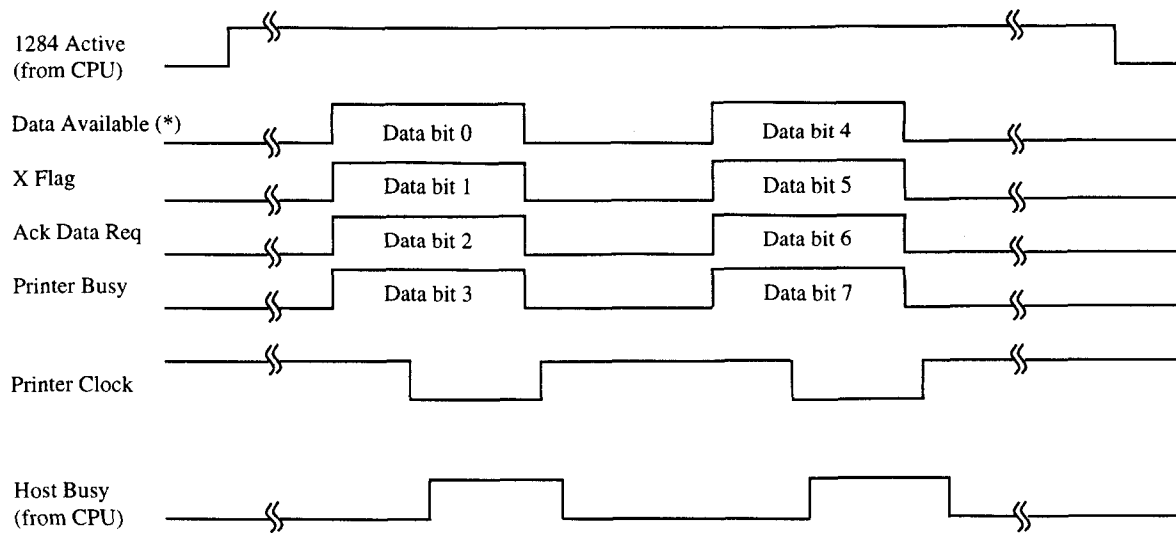 1284 Active
(from CPU)
Data Available (*)
Data bit 0
Data bit 4
X Flag
Data bit 1
Data bit 5
Ack Data Req
Data bit 2
Data bit 6
Printer Busy
Data bit 3
Data bit 7
Printer Clock
Host Busy
(from CPU)